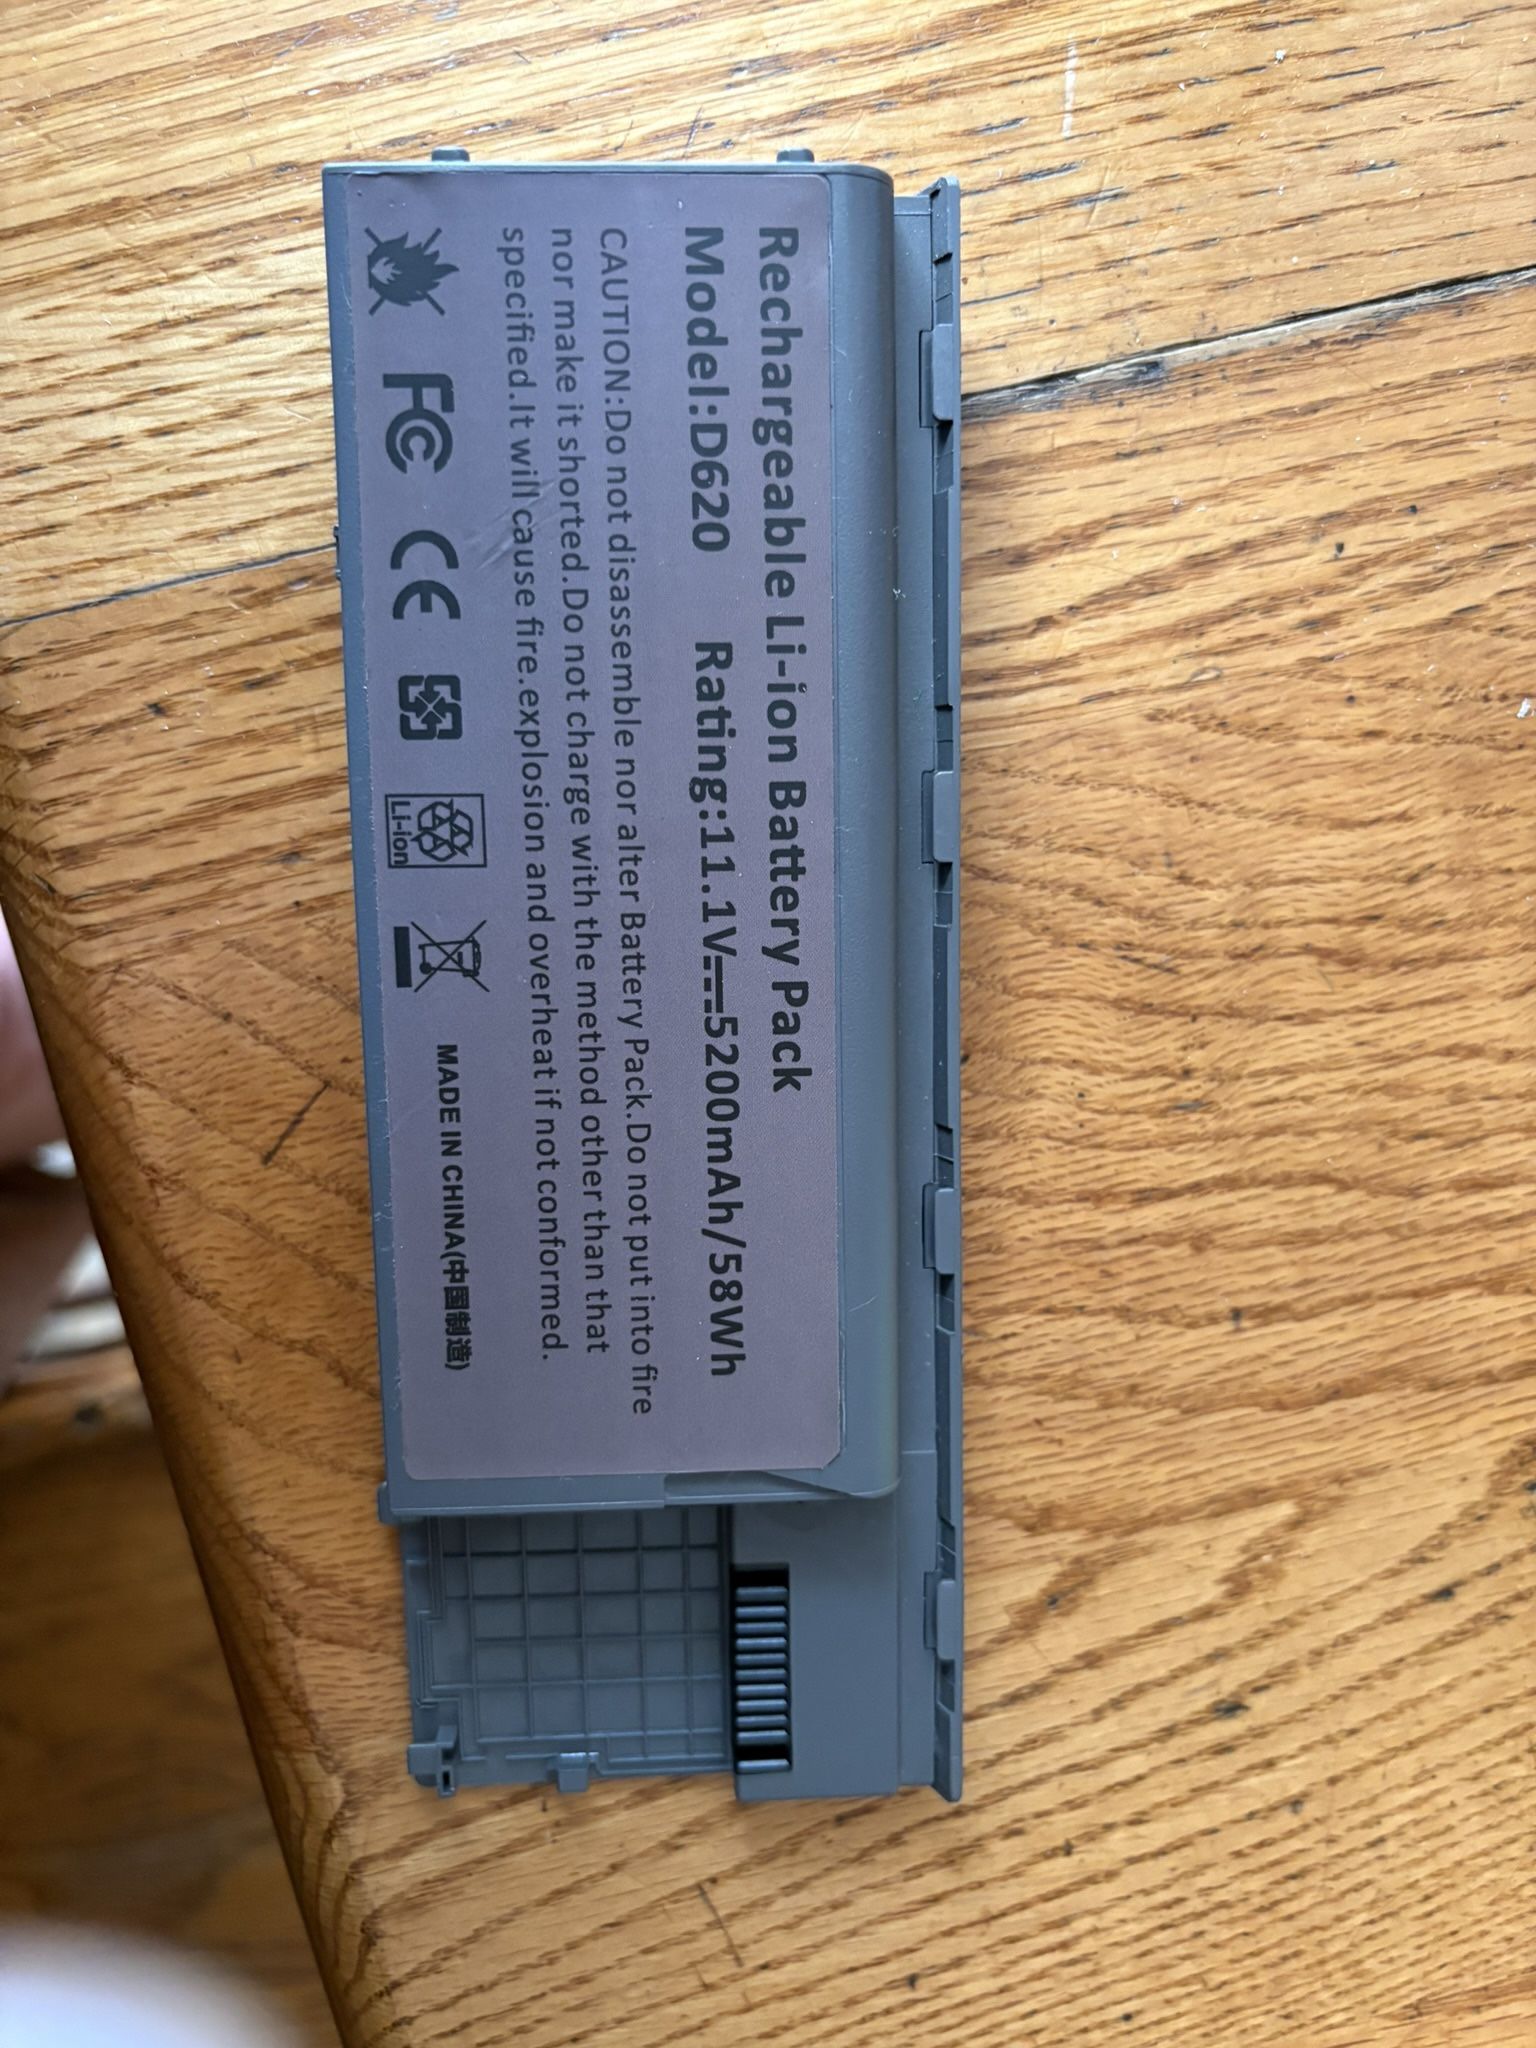 Rechargeable Li-ion Battery Pack
Model:D620 Rating:11.1V⎓5200mAh/58Wh
CAUTION:Do not disassemble nor alter Battery Pack.Do not put into fire
nor make it shorted.Do not charge with the method other than that
specified.It will cause fire.explosion and overheat if not conformed.
FC CE Li-ion MADE IN CHINA(中国制造)